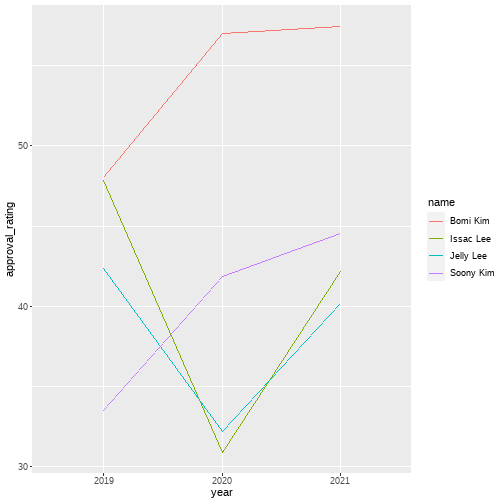 approval_rating
50
40
30
2019 2020 2021
year
name
Bomi Kim
Issac Lee
Jelly Lee
Soony Kim